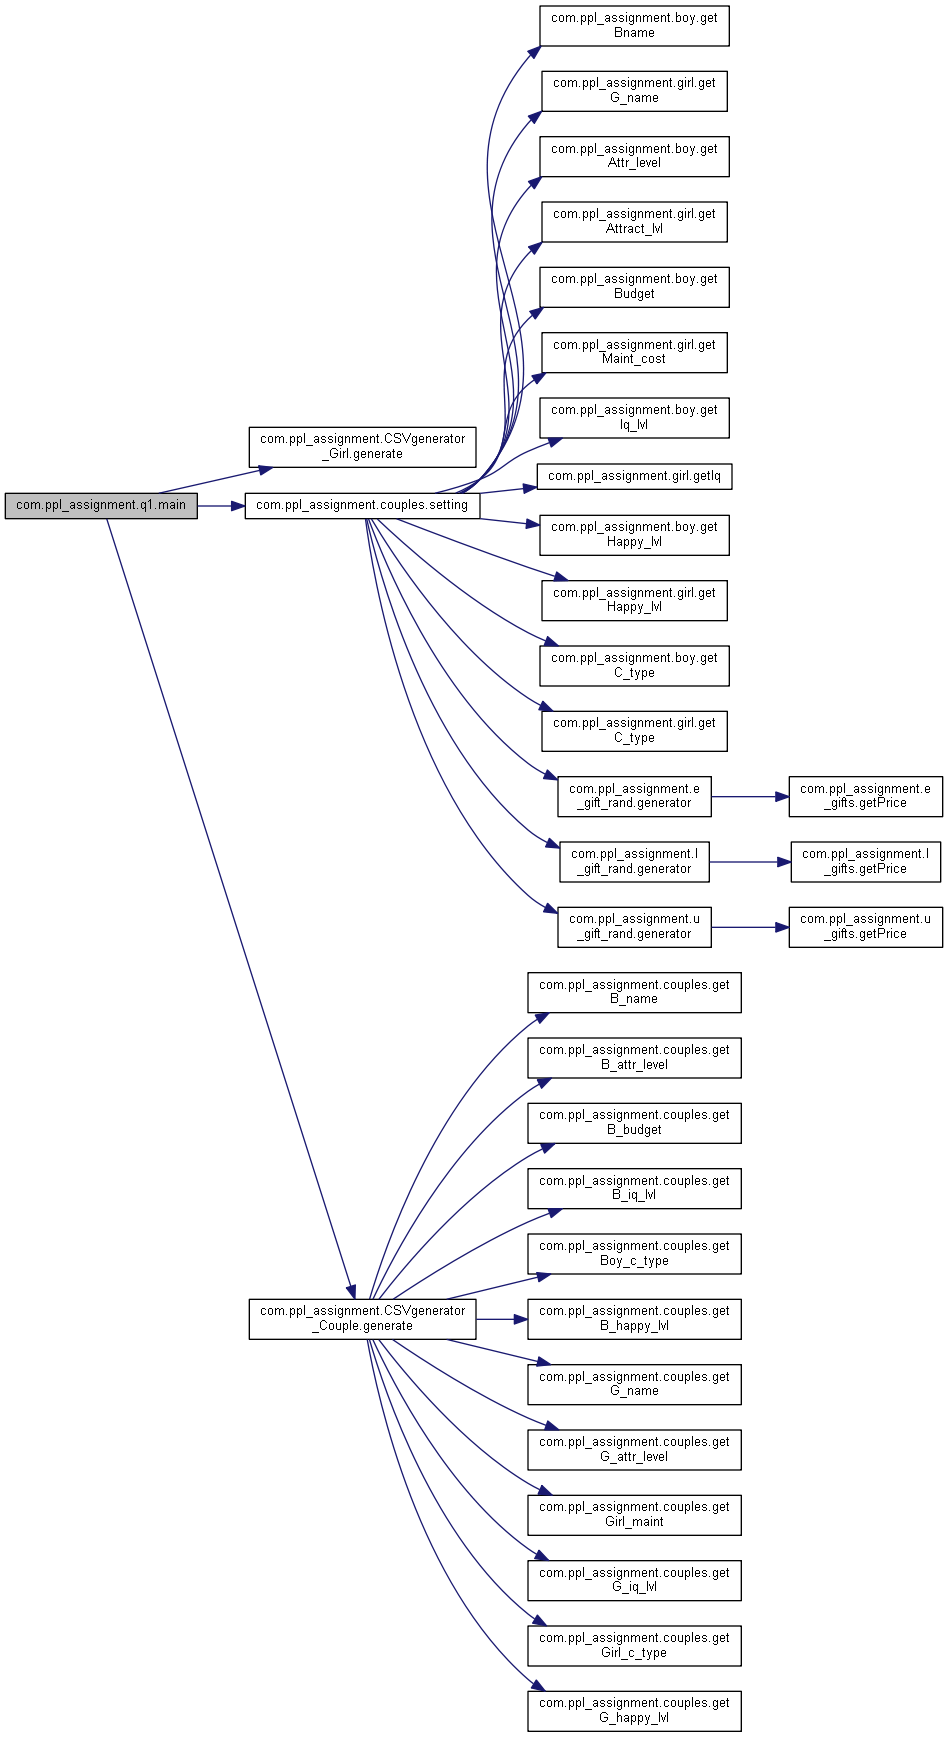 com.ppl_assignment.q1.main
com.ppl_assignment.CSVgenerator
_Girl.generate
com.ppl_assignment.couples.setting
com.ppl_assignment.boy.get
Bname
com.ppl_assignment.girl.get
G_name
com.ppl_assignment.boy.get
Attr_level
com.ppl_assignment.girl.get
Attract_lvl
com.ppl_assignment.boy.get
Budget
com.ppl_assignment.girl.get
Maint_cost
com.ppl_assignment.boy.get
Iq_lvl
com.ppl_assignment.girl.getIq
com.ppl_assignment.boy.get
Happy_lvl
com.ppl_assignment.girl.get
Happy_lvl
com.ppl_assignment.boy.get
C_type
com.ppl_assignment.girl.get
C_type
com.ppl_assignment.e
_gift_rand.generator
com.ppl_assignment.e
_gifts.getPrice
com.ppl_assignment.l
_gift_rand.generator
com.ppl_assignment.l
_gifts.getPrice
com.ppl_assignment.u
_gift_rand.generator
com.ppl_assignment.u
_gifts.getPrice
com.ppl_assignment.CSVgenerator
_Couple.generate
com.ppl_assignment.couples.get
B_name
com.ppl_assignment.couples.get
B_attr_level
com.ppl_assignment.couples.get
B_budget
com.ppl_assignment.couples.get
B_iq_lvl
com.ppl_assignment.couples.get
Boy_c_type
com.ppl_assignment.couples.get
B_happy_lvl
com.ppl_assignment.couples.get
G_name
com.ppl_assignment.couples.get
G_attr_level
com.ppl_assignment.couples.get
Girl_maint
com.ppl_assignment.couples.get
G_iq_lvl
com.ppl_assignment.couples.get
Girl_c_type
com.ppl_assignment.couples.get
G_happy_lvl